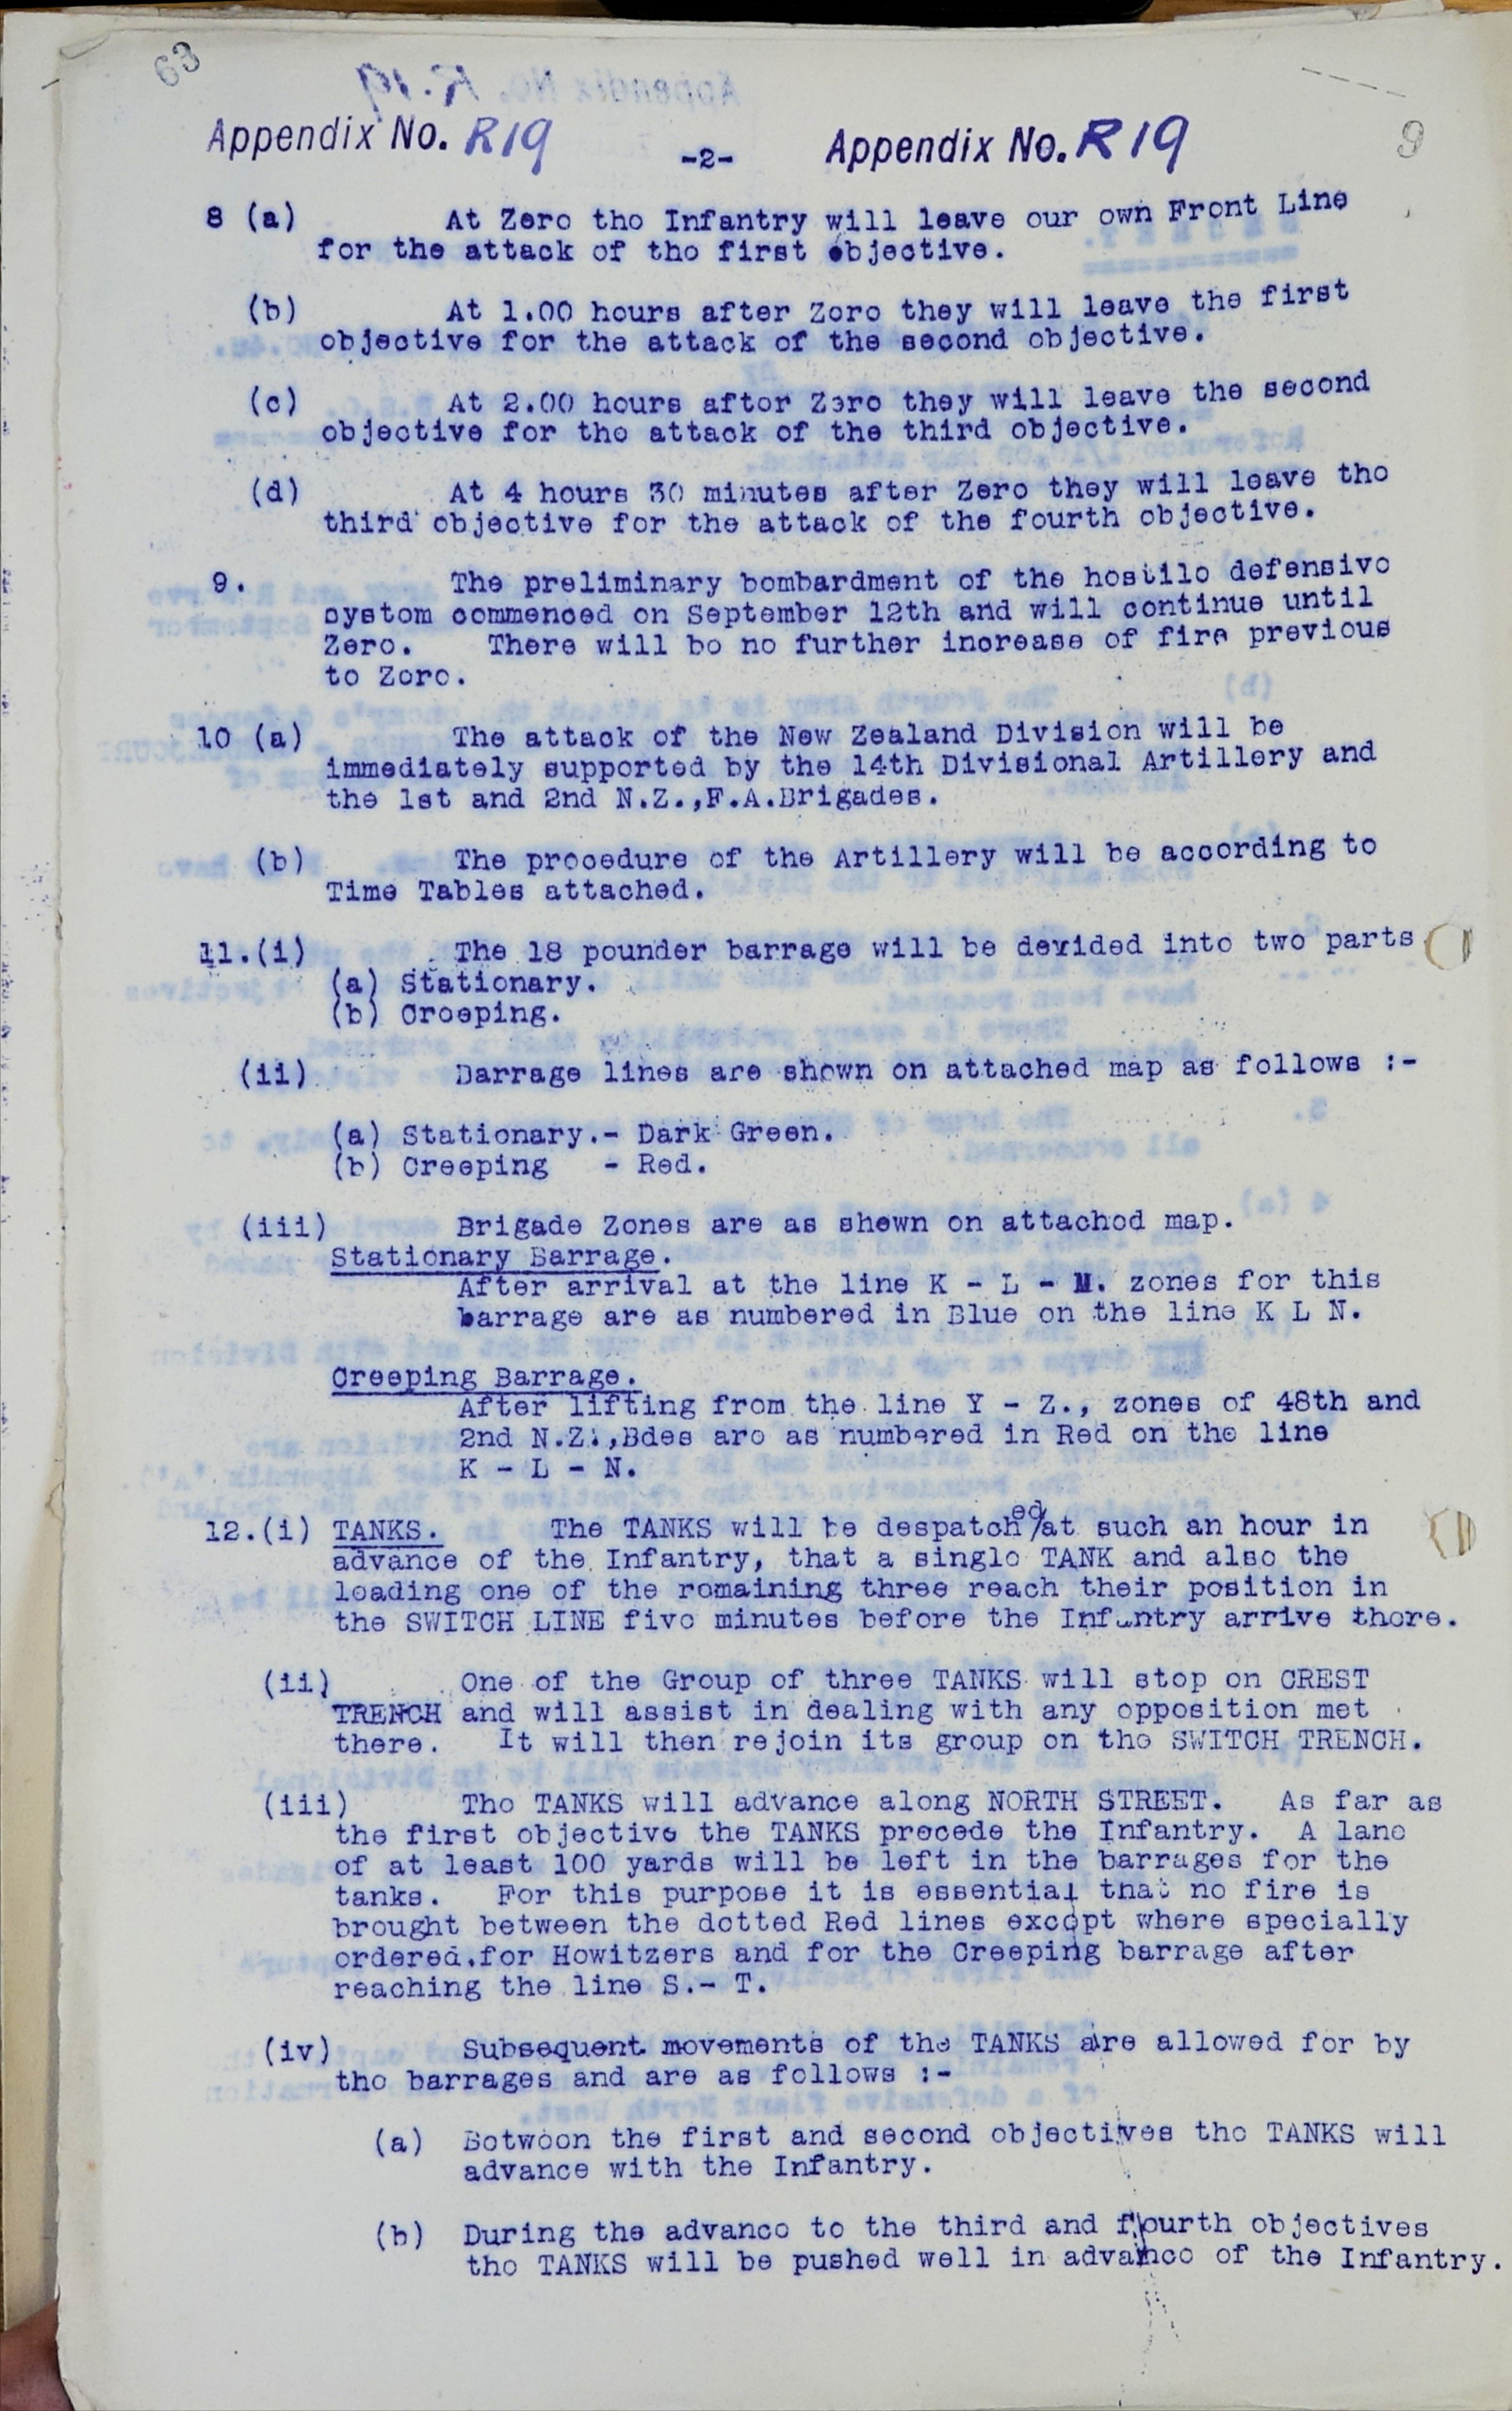 63
Appendix No. R19 -2- Appendix No. R19
9
8 (a) At Zero the Infantry will leave our own Front Line
for the attack of the first objective.
(b) At 1.00 hours after Zero they will leave the first
objective for the attack of the second objective.
(c) At 2.00 hours after Zero they will leave the second
objective for the attack of the third objective.
(d) At 4 hours 30 minutes after Zero they will leave the
third objective for the attack of the fourth objective.
9. The preliminary bombardment of the hostile defensive
system commenced on September 12th and will continue until
Zero. There will be no further increase of fire previous
to Zero.
10 (a) The attack of the New Zealand Division will be
immediately supported by the 14th Divisional Artillery and
the 1st and 2nd N.Z.,F.A.Brigades.
(b) The procedure of the Artillery will be according to
Time Tables attached.
11.(i) The 18 pounder barrage will be devided into two parts
(a) Stationary.
(b) Creeping.
(ii) Barrage lines are shown on attached map as follows :-
(a) Stationary.- Dark Green.
(b) Creeping - Red.
(iii) Brigade Zones are as shewn on attached map.
Stationary Barrage.
After arrival at the line K - L - M. zones for this
barrage are as numbered in Blue on the line K L N.
Creeping Barrage.
After lifting from the line Y - Z., zones of 48th and
2nd N.Z.,Bdes are as numbered in Red on the line
K - L - N.
12.(i) TANKS. The TANKS will be despatched/at such an hour in
advance of the Infantry, that a single TANK and also the
leading one of the remaining three reach their position in
the SWITCH LINE five minutes before the Infantry arrive there.
(ii) One of the Group of three TANKS will stop on CREST
TRENCH and will assist in dealing with any opposition met
there. It will then rejoin its group on the SWITCH TRENCH.
(iii) The TANKS will advance along NORTH STREET. As far as
the first objective the TANKS precede the Infantry. A lane
of at least 100 yards will be left in the barrages for the
tanks. For this purpose it is essential that no fire is
brought between the dotted Red lines except where specially
ordered.for Howitzers and for the Creeping barrage after
reaching the line S.- T.
(iv) Subsequent movements of the TANKS are allowed for by
the barrages and are as follows :-
(a) Between the first and second objectives the TANKS will
advance with the Infantry.
(b) During the advance to the third and fourth objectives
the TANKS will be pushed well in advance of the Infantry.